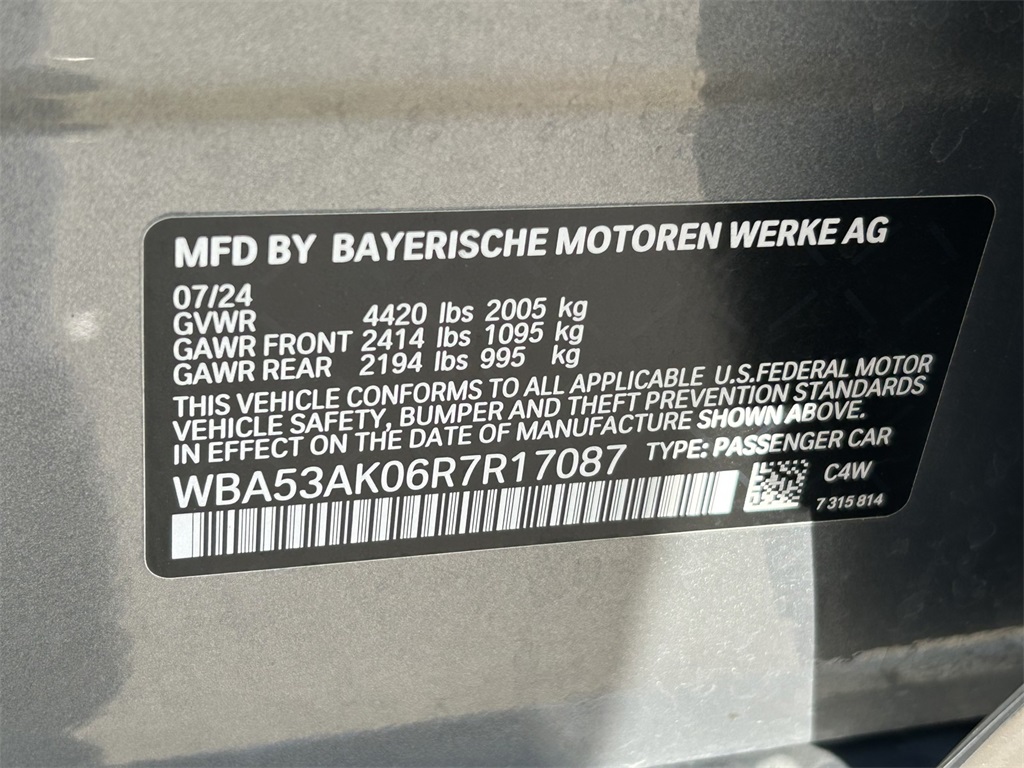 MFD BY BAYERISCHE MOTOREN WERKE AG
07/24
GVWR 4420 lbs 2005 kg
GAWR FRONT 2414 lbs 1095 kg
GAWR REAR 2194 lbs 995 kg
THIS VEHICLE CONFORMS TO ALL APPLICABLE U.S.FEDERAL MOTOR
VEHICLE SAFETY, BUMPER AND THEFT PREVENTION STANDARDS
IN EFFECT ON THE DATE OF MANUFACTURE SHOWN ABOVE.
WBA53AK06R7R17087 TYPE: PASSENGER CAR
C4W
7 315 814